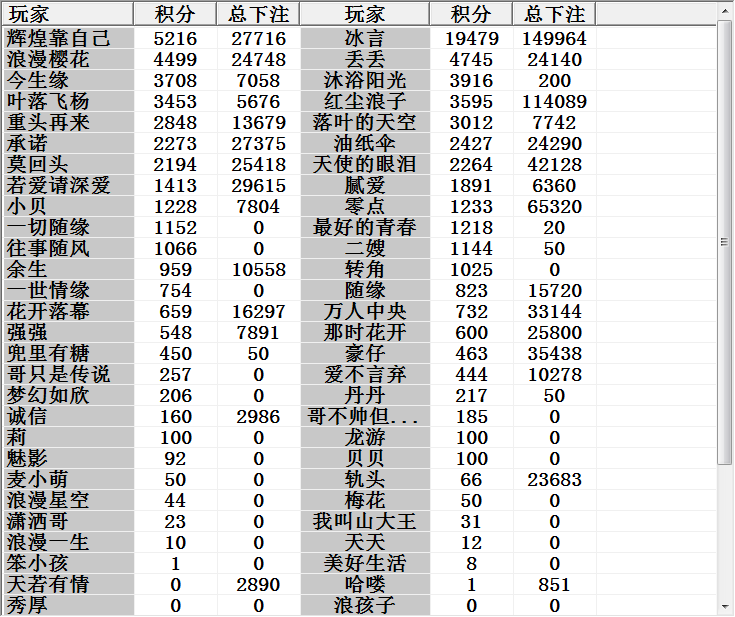 玩家 积分 总下注 玩家 积分 总下注
辉煌靠自己 5216 27716 冰言 19479 149964
浪漫樱花 4499 24748 丢丢 4745 24140
今生缘 3708 7058 沐浴阳光 3916 200
叶落飞杨 3453 5676 红尘浪子 3595 114089
重头再来 2848 13679 落叶的天空 3012 7742
承诺 2273 27375 油纸伞 2427 24290
莫回头 2194 25418 天使的眼泪 2264 42128
若爱请深爱 1413 29615 腻爱 1891 6360
小贝 1228 7804 零点 1233 65320
一切随缘 1152 0 最好的青春 1218 20
往事随风 1066 0 二嫂 1144 50
余生 959 10558 转角 1025 0
一世情缘 754 0 随缘 823 15720
花开落幕 659 16297 万人中央 732 33144
强强 548 7891 那时花开 600 25800
兜里有糖 450 50 豪仔 463 35438
哥只是传说 257 0 爱不言弃 444 10278
梦幻如欣 206 0 丹丹 217 50
诚信 160 2986 哥不帅但... 185 0
莉 100 0 龙游 100 0
魅影 92 0 贝贝 100 0
麦小萌 50 0 轨头 66 23683
浪漫星空 44 0 梅花 50 0
潇洒哥 23 0 我叫山大王 31 0
浪漫一生 10 0 天天 12 0
笨小孩 1 0 美好生活 8 0
天若有情 0 2890 哈喽 1 851
秀厚 0 0 浪孩子 0 0